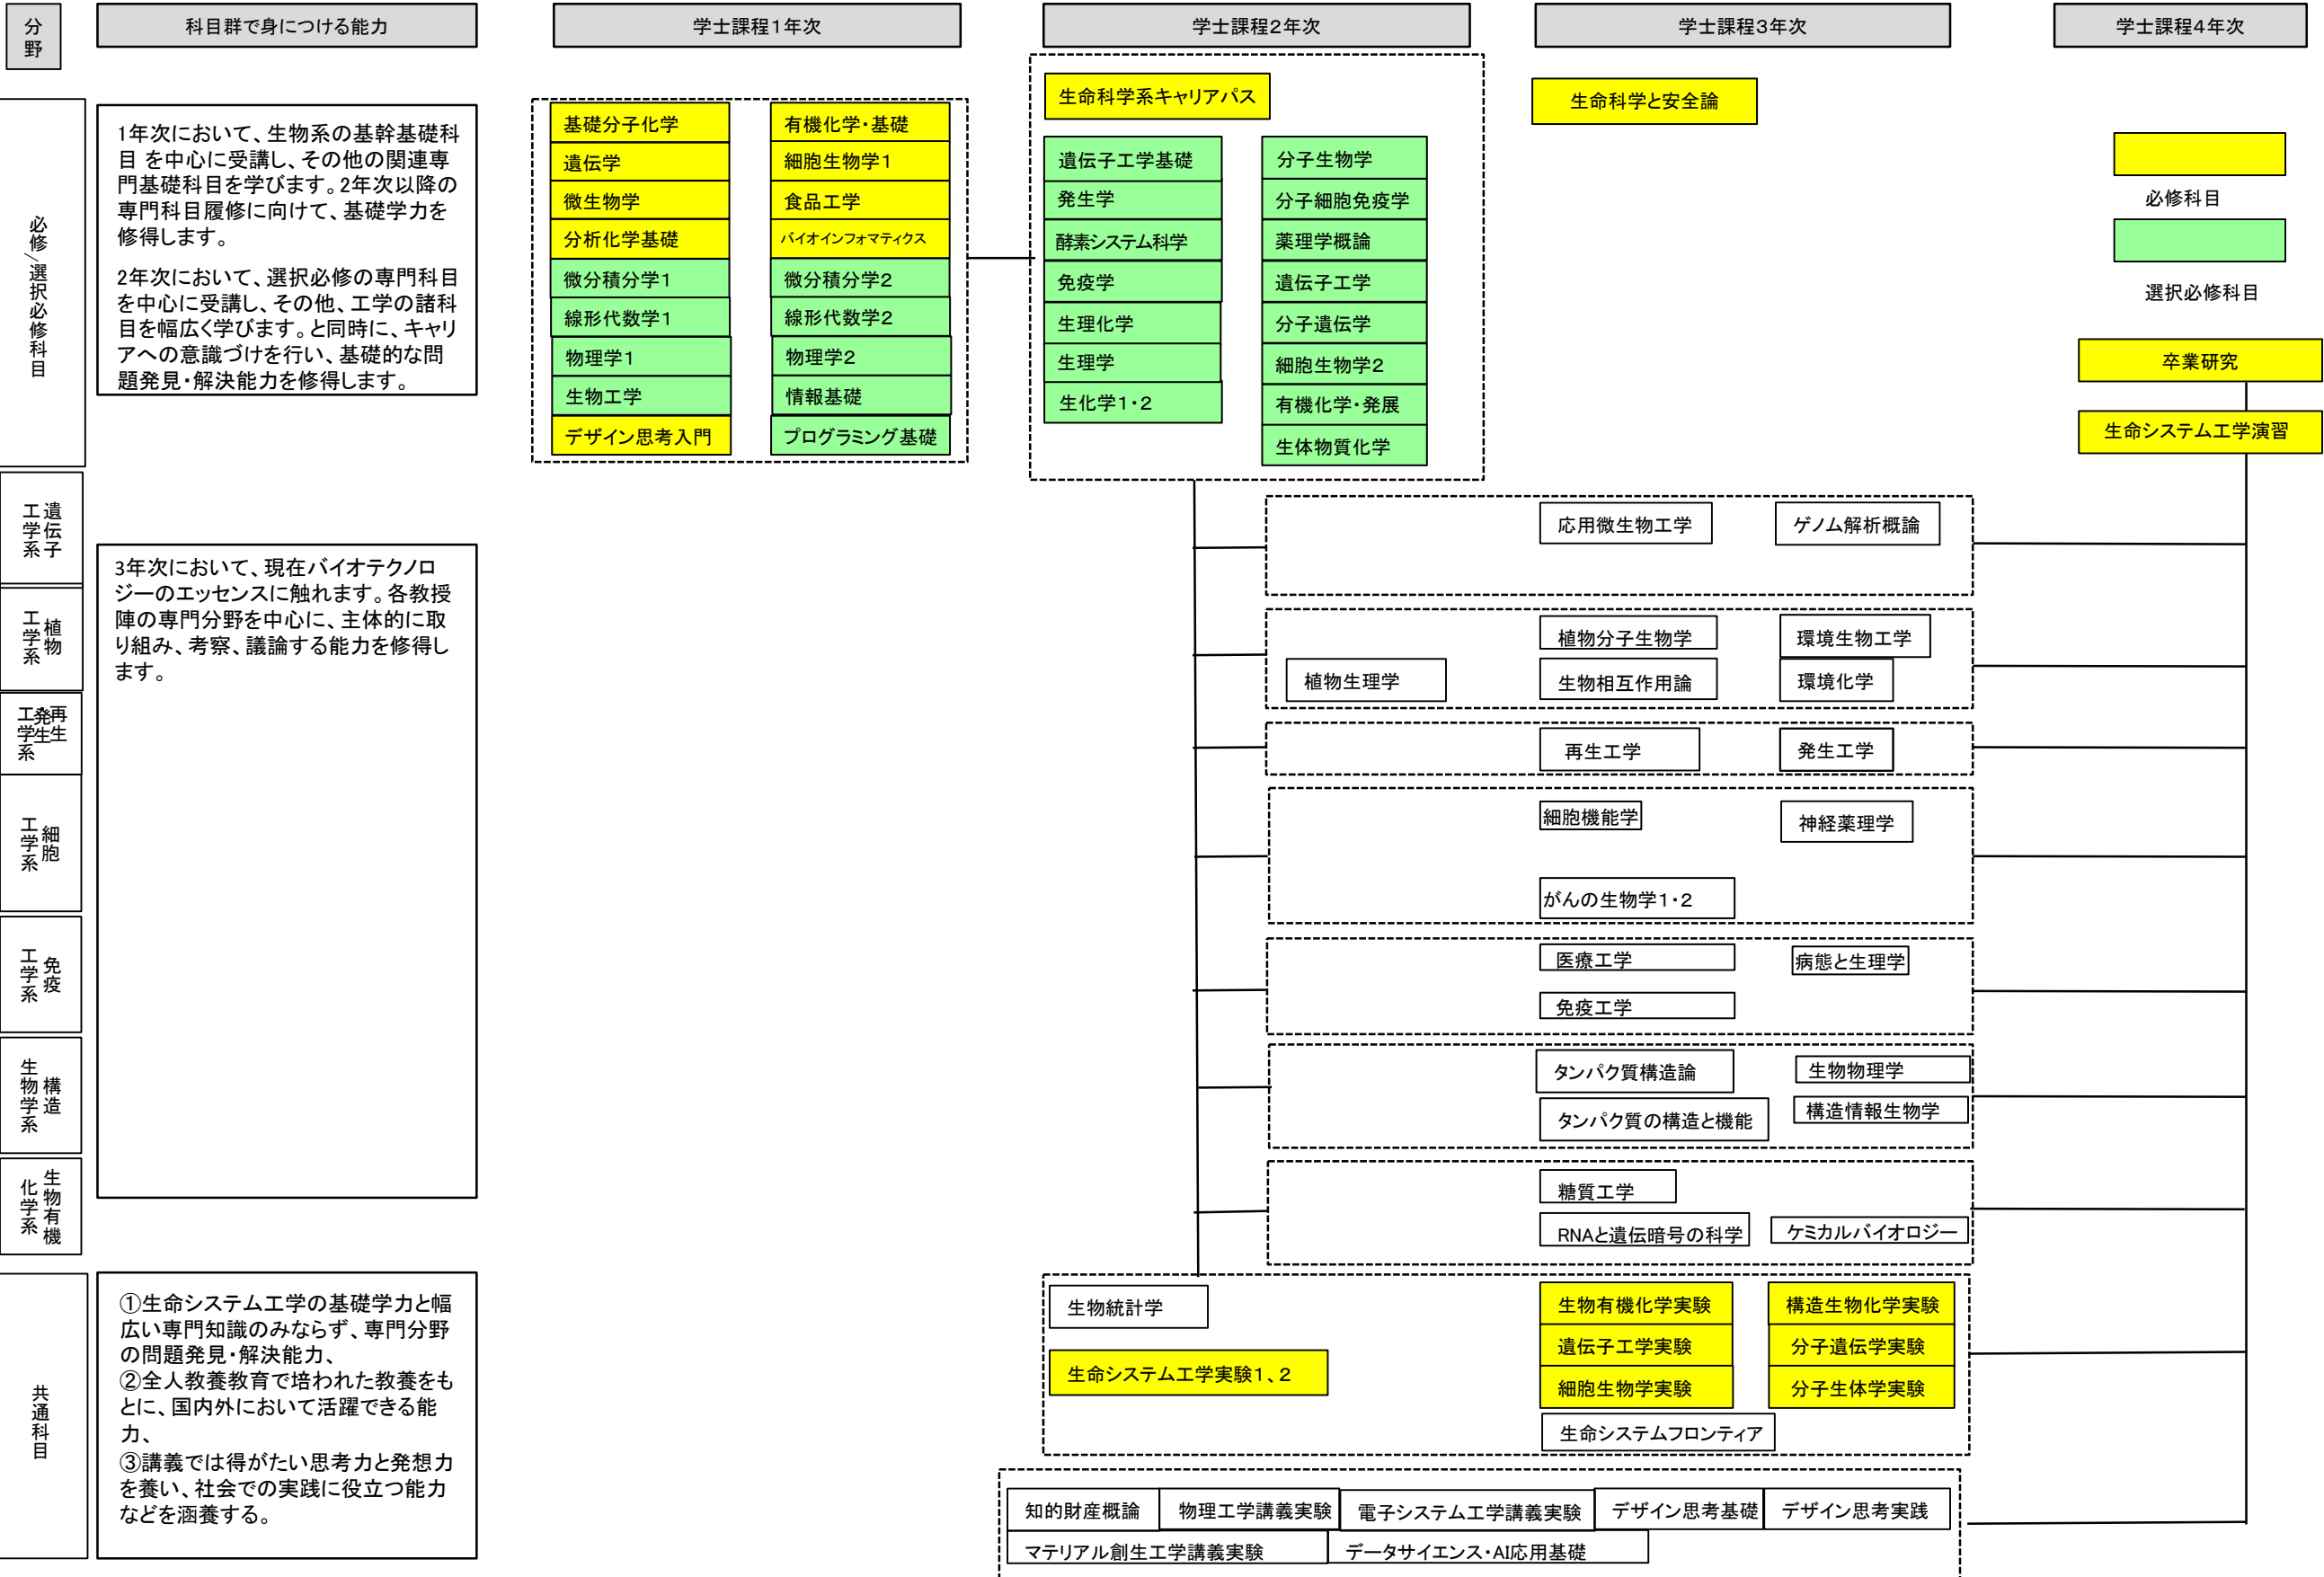 分野
科目群で身につける能力
学士課程1年次
学士課程2年次
学士課程3年次
学士課程4年次
必修/選択必修科目
1年次において、生物系の基幹基礎科
目 を中心に受講し、その他の関連専
門基礎科目を学びます。2年次以降の
専門科目履修に向けて、基礎学力を
修得します。
2年次において、選択必修の専門科目
を中心に受講し、その他、工学の諸科
目を幅広く学びます。と同時に、キャリ
アへの意識づけを行い、基礎的な問
題発見・解決能力を修得します。
基礎分子化学
遺伝学
微生物学
分析化学基礎
微分積分学1
線形代数学1
物理学1
生物工学
デザイン思考入門
有機化学・基礎
細胞生物学1
食品工学
バイオインフォマティクス
微分積分学2
線形代数学2
物理学2
情報基礎
プログラミング基礎
生命科学系キャリアパス
遺伝子工学基礎
発生学
酵素システム科学
免疫学
生理化学
生理学
生化学1・2
分子生物学
分子細胞免疫学
薬理学概論
遺伝子工学
分子遺伝学
細胞生物学2
有機化学・発展
生体物質化学
生命科学と安全論
必修科目
選択必修科目
卒業研究
生命システム工学演習
遺伝子
工学系
植物
工学系
再生
発生
工学系
細胞
工学系
免疫
工学系
構造
生物学系
生物有機
化学系
3年次において、現在バイオテクノロ
ジーのエッセンスに触れます。各教授
陣の専門分野を中心に、主体的に取
り組み、考察、議論する能力を修得し
ます。
応用微生物工学
ゲノム解析概論
植物生理学
植物分子生物学
環境生物工学
生物相互作用論
環境化学
再生工学
発生工学
細胞機能学
神経薬理学
がんの生物学1・2
医療工学
病態と生理学
免疫工学
タンパク質構造論
生物物理学
タンパク質の構造と機能
構造情報生物学
糖質工学
RNAと遺伝暗号の科学
ケミカルバイオロジー
共通科目
①生命システム工学の基礎学力と幅
広い専門知識のみならず、専門分野
の問題発見・解決能力、
②全人教養教育で培われた教養をも
とに、国内外において活躍できる能
力、
③講義では得がたい思考力と発想力
を養い、社会での実践に役立つ能力
などを涵養する。
生物統計学
生命システム工学実験1、2
生物有機化学実験
構造生物化学実験
遺伝子工学実験
分子遺伝学実験
細胞生物学実験
分子生体学実験
生命システムフロンティア
知的財産概論
物理工学講義実験
電子システム工学講義実験
デザイン思考基礎
デザイン思考実践
マテリアル創生工学講義実験
データサイエンス・AI応用基礎